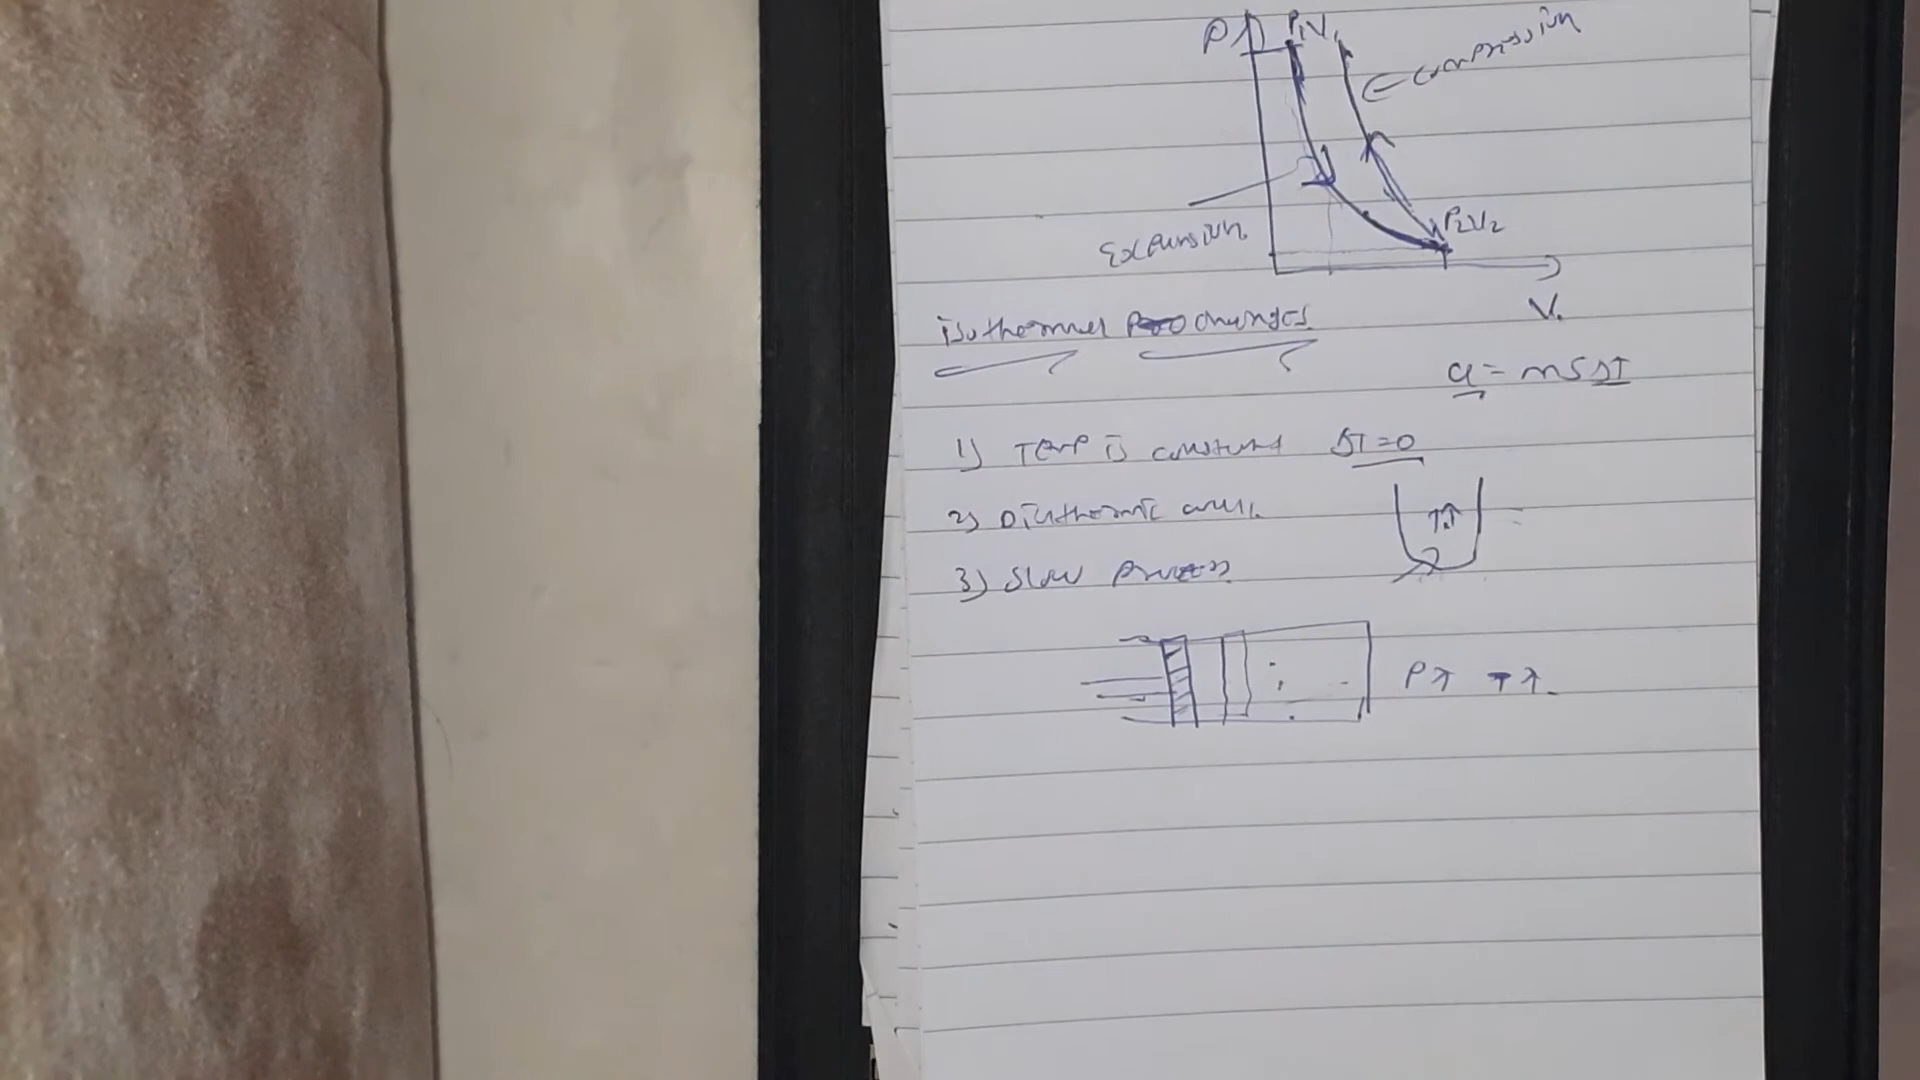 P P₁V₁
compression
P₂V₂
Expansion
V.
isothermal changes
Q = mSΔT
1) Temp is constant ΔT=0
2) Diathermic wall.
3) Slow process
P↑ T↑